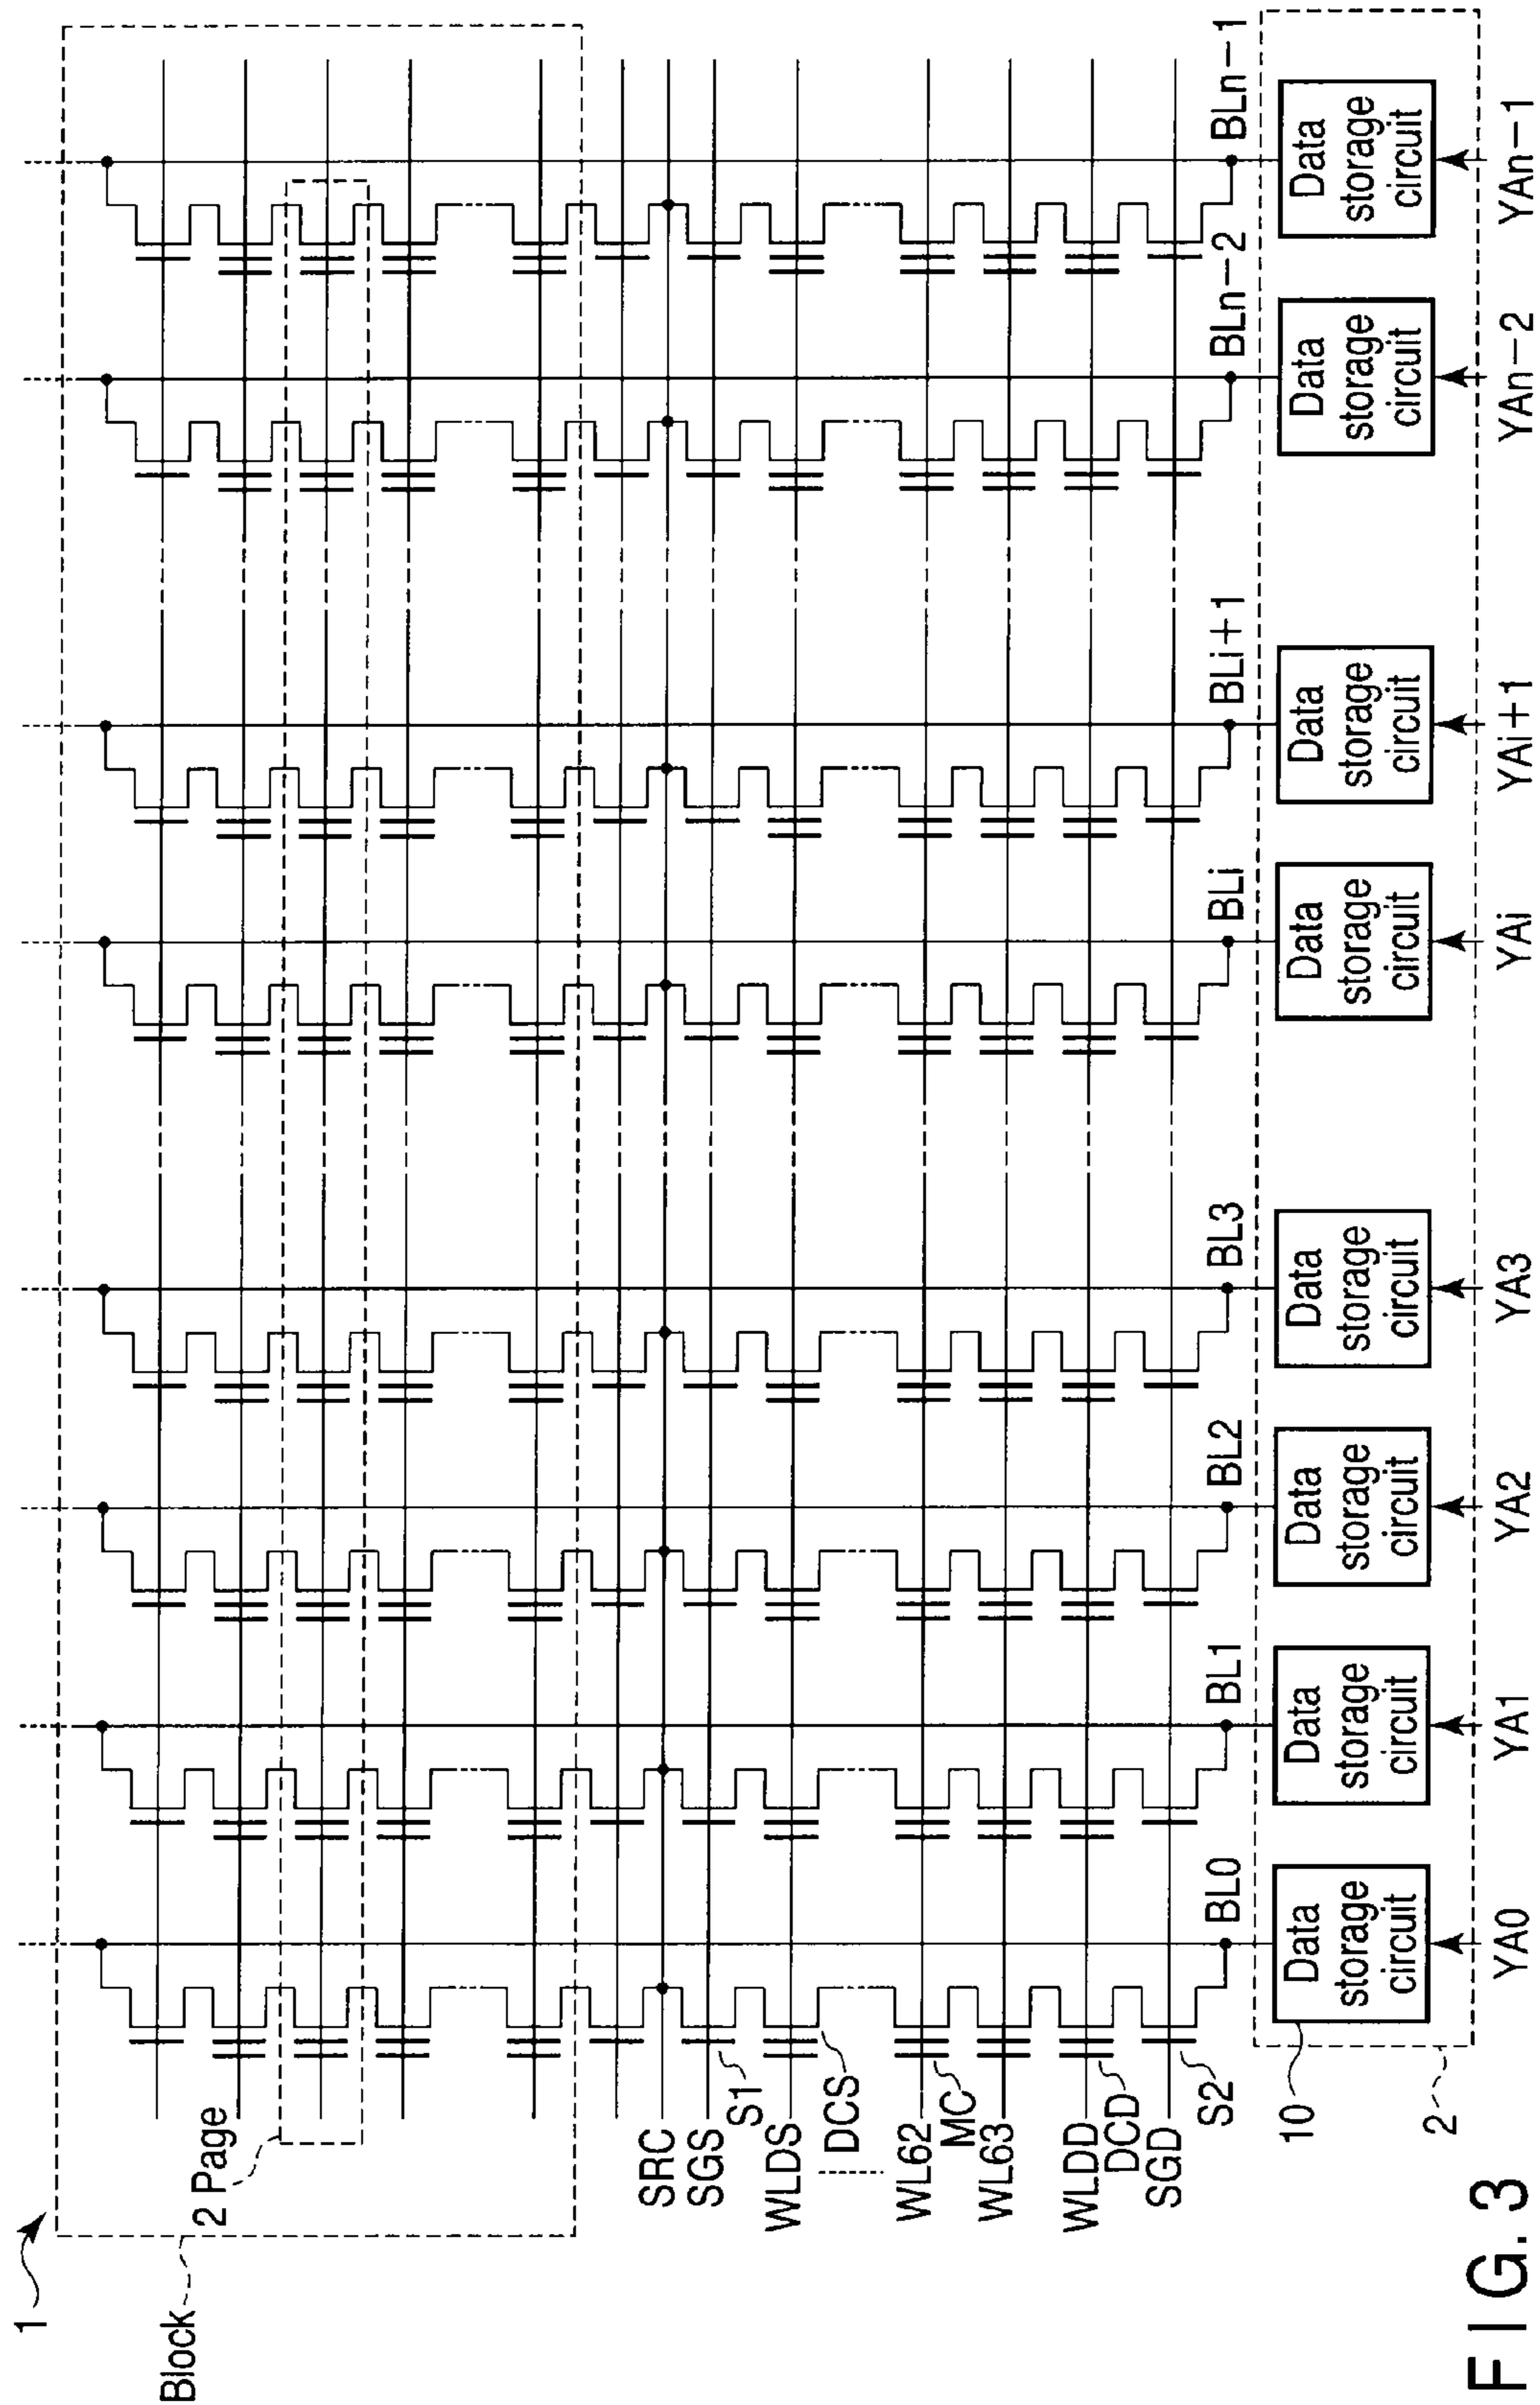 1
Block
2 Page
SRC
SGS
S1
WLDS
DCS
WL62
MC
WL63
WLDD
DCD
SGD
S2
BL0
BL1
BL2
BL3
BLi
BLi+1
BLn-2
BLn-1
10
Data
storage
circuit
Data
storage
circuit
Data
storage
circuit
Data
storage
circuit
Data
storage
circuit
Data
storage
circuit
Data
storage
circuit
Data
storage
circuit
2
YA0
YA1
YA2
YA3
YAi
YAi+1
YAn-2
YAn-1
FIG. 3